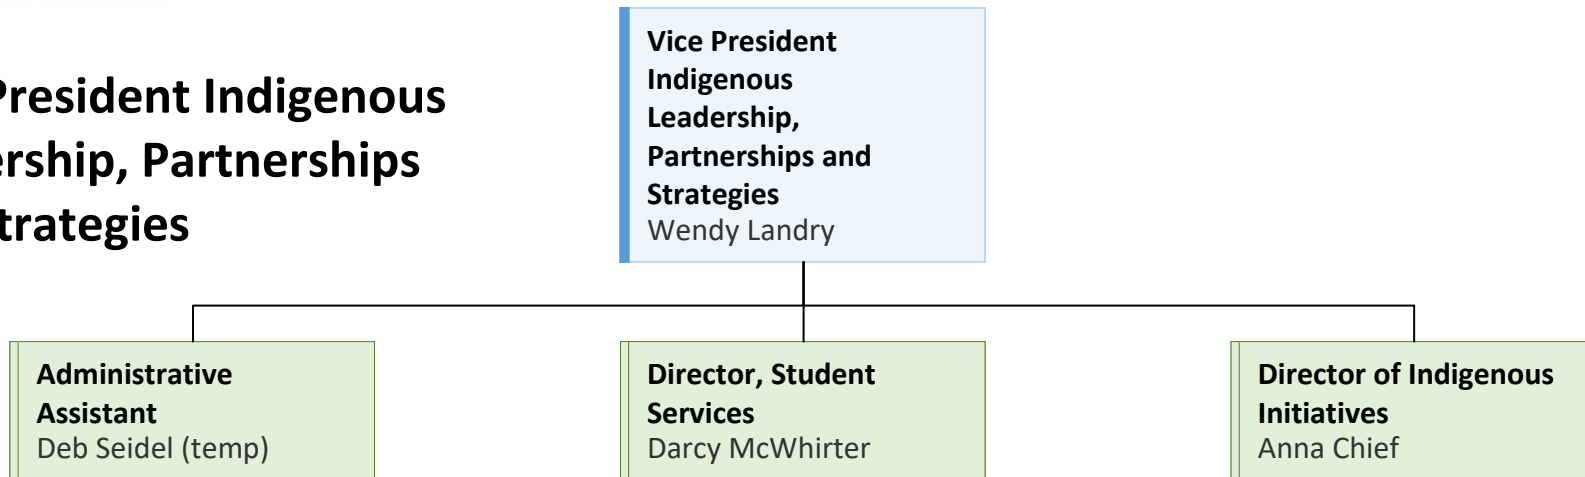 President Indigenous
ership, Partnerships
trategies
Vice President
Indigenous
Leadership,
Partnerships and
Strategies
Wendy Landry
Administrative
Assistant
Deb Seidel (temp)
Director, Student
Services
Darcy McWhirter
Director of Indigenous
Initiatives
Anna Chief